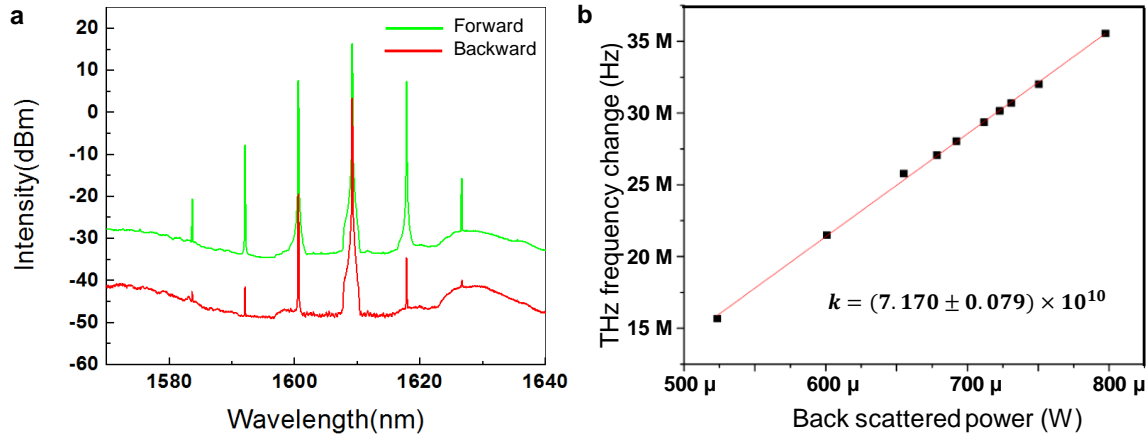 a
25
20
10
0
-10
-20
-30
-40
-50
-60
Intensity(dBm)
Forward
Backward
1580
1600
1620
1640
Wavelength(nm)
b
35 M
30 M
25 M
20 M
15 M
THz frequency change (Hz)
k = (7.170 ± 0.079) × 10¹⁰
500 µ
600 µ
700 µ
800 µ
Back scattered power (W)